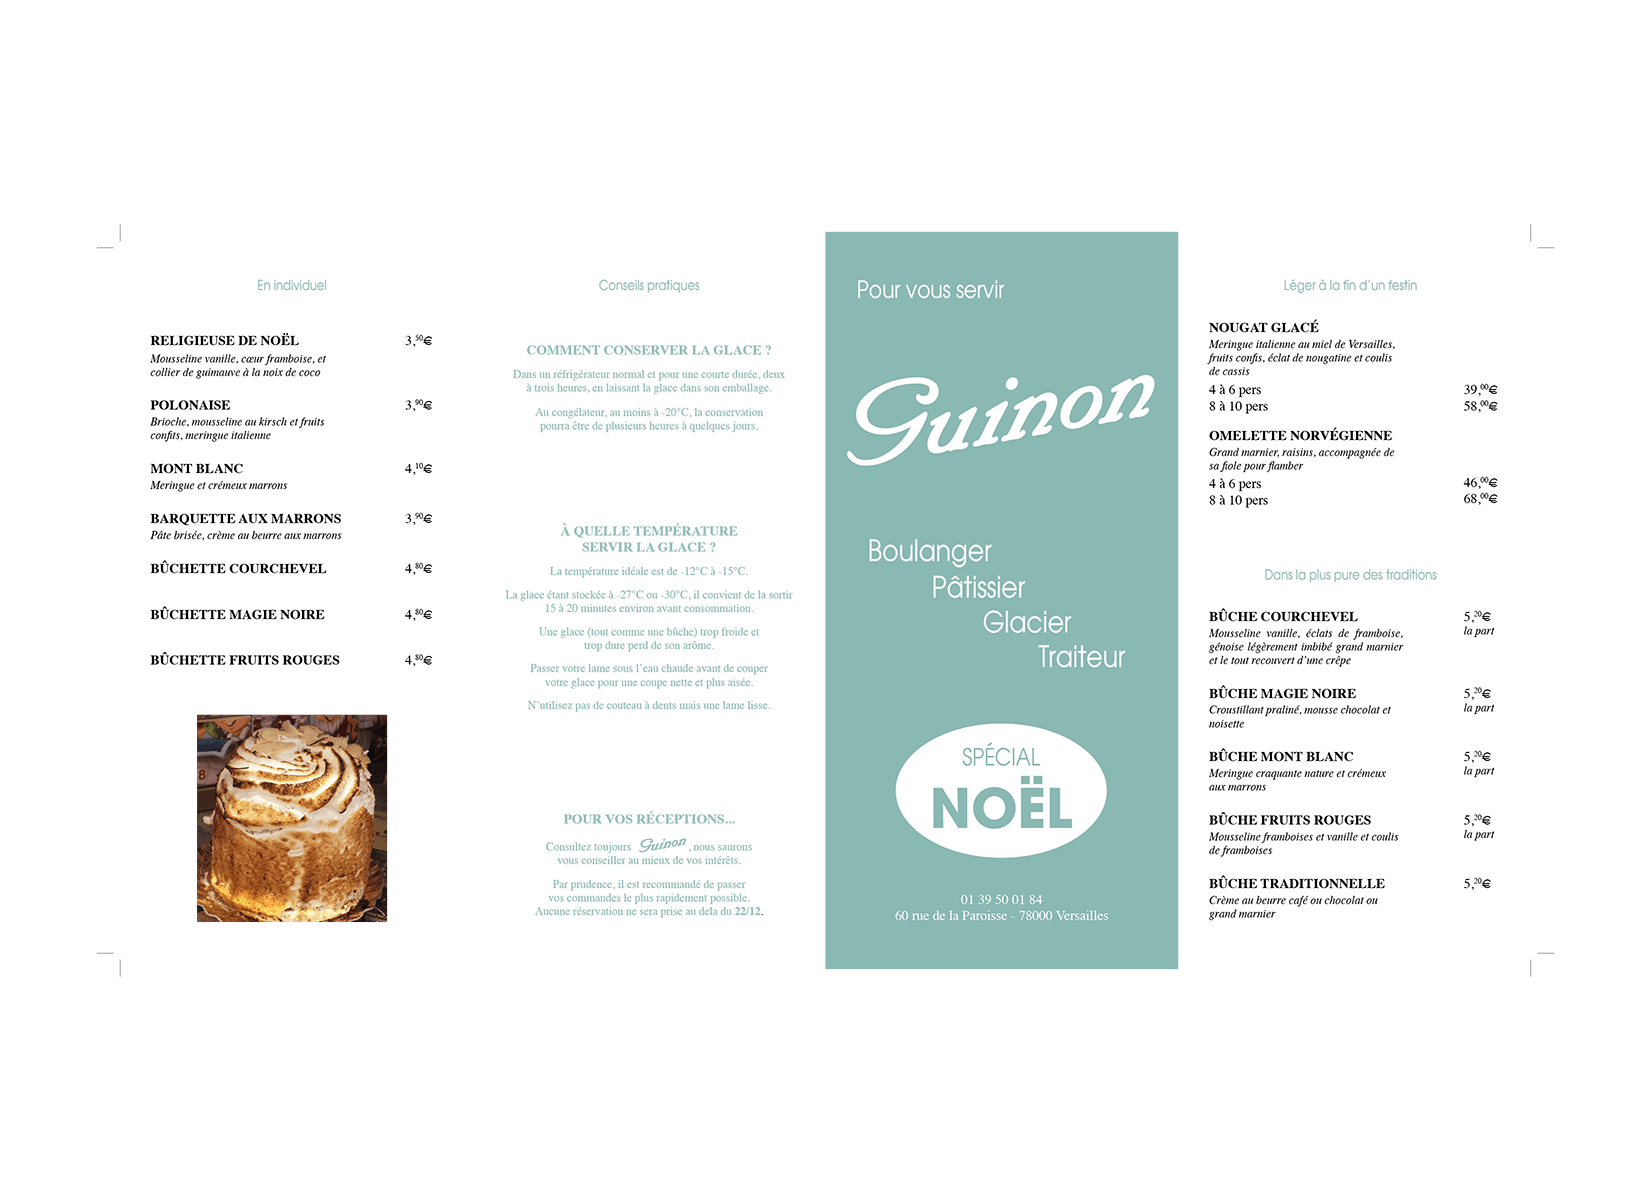 En individuel
RELIGIEUSE DE NOËL 3,50€
Mousseline vanille, cœur framboise, et
collier de guimauve à la noix de coco
POLONAISE 3,90€
Brioche, mousseline au kirsch et fruits
confits, meringue italienne
MONT BLANC 4,10€
Meringue et crémeux marrons
BARQUETTE AUX MARRONS 3,90€
Pâte brisée, crème au beurre aux marrons
BÛCHETTE COURCHEVEL 4,80€
BÛCHETTE MAGIE NOIRE 4,80€
BÛCHETTE FRUITS ROUGES 4,80€
Conseils pratiques
COMMENT CONSERVER LA GLACE ?
Dans un réfrigérateur normal et pour une courte durée, deux
à trois heures, en laissant la glace dans son emballage.
Au congélateur, au moins à -20°C, la conservation
pourra être de plusieurs heures à quelques jours.
À QUELLE TEMPÉRATURE
SERVIR LA GLACE ?
La température idéale est de -12°C à -15°C.
La glace étant stockée à -27°C ou -30°C, il convient de la sortir
15 à 20 minutes environ avant consommation.
Une glace (tout comme une bûche) trop froide et
trop dure perd de son arôme.
Passer votre lame sous l'eau chaude avant de couper
votre glace pour une coupe nette et plus aisée.
N'utilisez pas de couteau à dents mais une lame lisse.
POUR VOS RÉCEPTIONS...
Consultez toujours Guinon, nous saurons
vous conseiller au mieux de vos intérêts.
Par prudence, il est recommandé de passer
vos commandes le plus rapidement possible.
Aucune réservation ne sera prise au dela du 22/12.
Pour vous servir
Guinon
Boulanger
Pâtissier
Glacier
Traiteur
SPÉCIAL
NOËL
01 39 50 01 84
60 rue de la Paroisse - 78000 Versailles
Léger à la fin d'un festin
NOUGAT GLACÉ
Meringue italienne au miel de Versailles,
fruits confis, éclat de nougatine et coulis
de cassis
4 à 6 pers 39,00€
8 à 10 pers 58,00€
OMELETTE NORVÉGIENNE
Grand marnier, raisins, accompagnée de
sa fiole pour flamber
4 à 6 pers 46,00€
8 à 10 pers 68,00€
Dans la plus pure des traditions
BÛCHE COURCHEVEL 5,20€
Mousseline vanille, éclats de framboise, la part
génoise légèrement imbibé grand marnier
et le tout recouvert d'une crêpe
BÛCHE MAGIE NOIRE 5,20€
Croustillant praliné, mousse chocolat et la part
noisette
BÛCHE MONT BLANC 5,20€
Meringue craquante nature et crémeux la part
aux marrons
BÛCHE FRUITS ROUGES 5,20€
Mousseline framboises et vanille et coulis la part
de framboises
BÛCHE TRADITIONNELLE 5,20€
Crème au beurre café ou chocolat ou
grand marnier